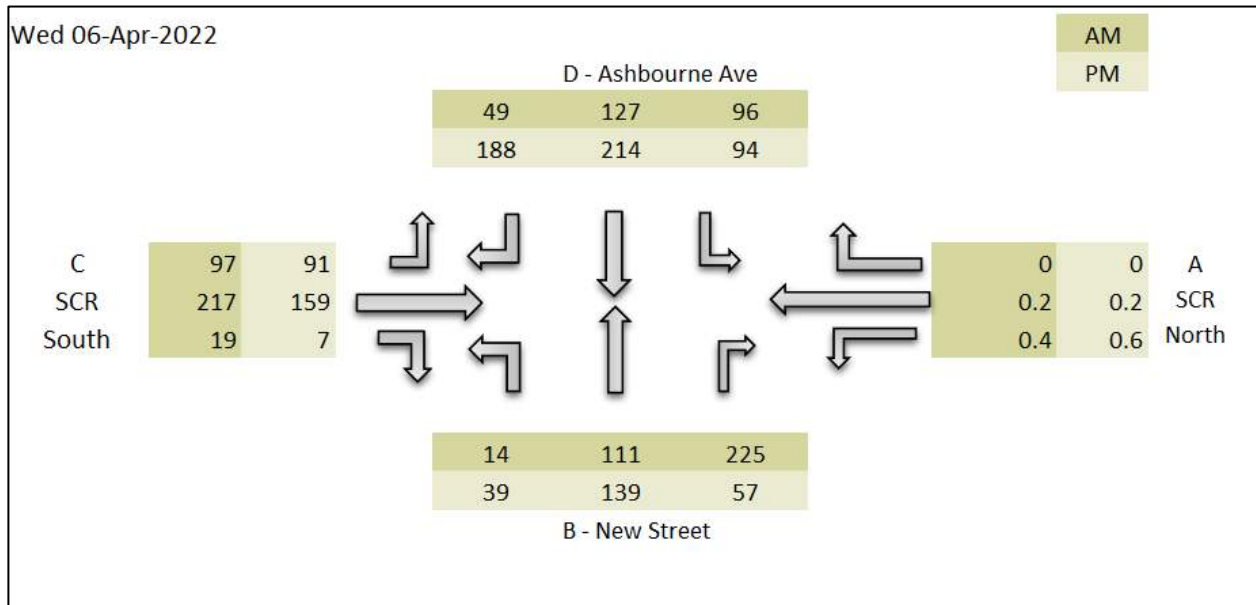 Wed 06-Apr-2022
AM
PM
D - Ashbourne Ave
49 127 96
188 214 94
C 97 91
SCR 217 159
South 19 7
0 0 A
0.2 0.2 SCR
0.4 0.6 North
14 111 225
39 139 57
B - New Street